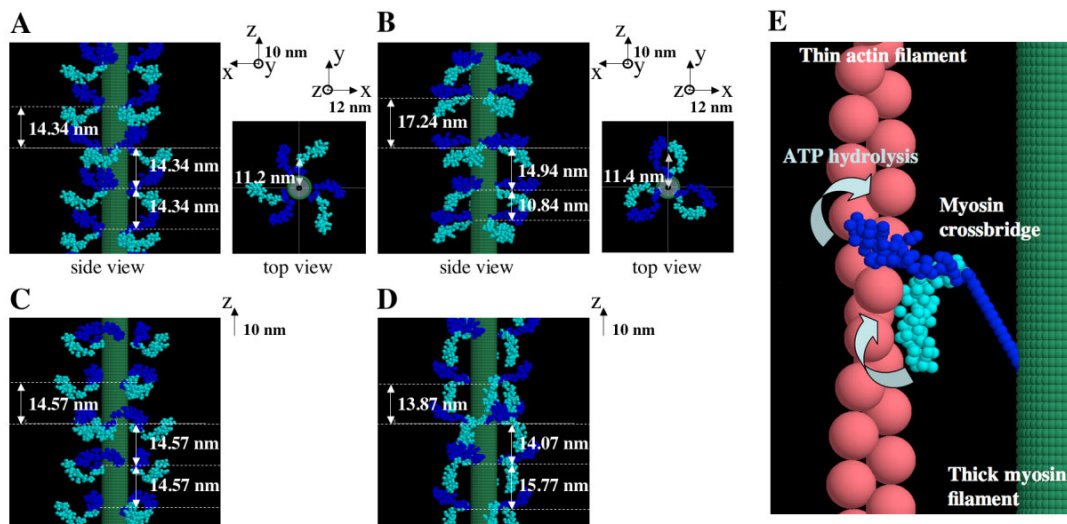 A
z
10 nm
x
y
y
z
x
12 nm
14.34 nm
14.34 nm
14.34 nm
11.2 nm
side view
top view
B
z
10 nm
x
y
y
z
x
12 nm
17.24 nm
14.94 nm
10.84 nm
11.4 nm
side view
top view
C
z
10 nm
14.57 nm
14.57 nm
14.57 nm
D
z
10 nm
13.87 nm
14.07 nm
15.77 nm
E
Thin actin filament
ATP hydrolysis
Myosin
crossbridge
Thick myosin
filament